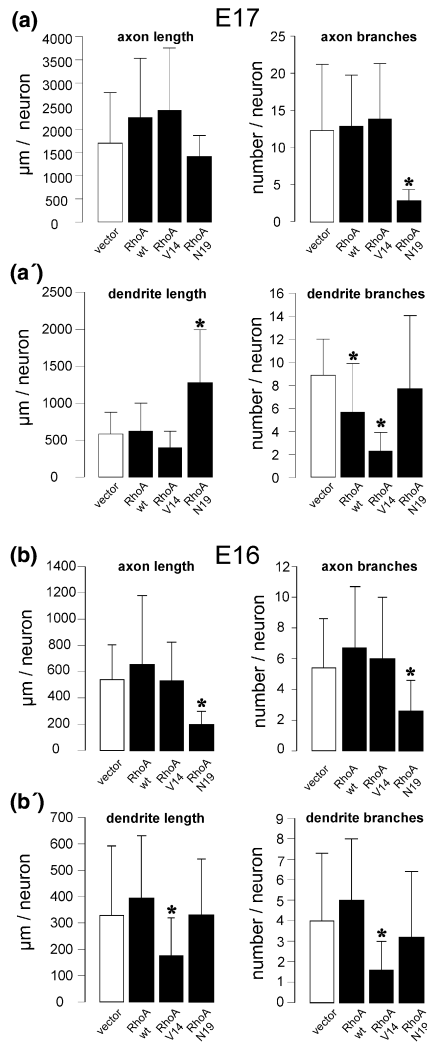 (a)
E17
axon length
μm / neuron
4000
3500
3000
2500
2000
1500
1000
500
0
vector
RhoA wt
RhoA V14
RhoA N19
axon branches
number / neuron
25
20
15
10
5
0
*
vector
RhoA wt
RhoA V14
RhoA N19
(a´)
dendrite length
μm / neuron
2500
2000
1500
1000
500
0
*
vector
RhoA wt
RhoA V14
RhoA N19
dendrite branches
number / neuron
16
14
12
10
8
6
4
2
0
*
*
vector
RhoA wt
RhoA V14
RhoA N19
(b)
E16
axon length
μm / neuron
1400
1200
1000
800
600
400
200
0
*
vector
RhoA wt
RhoA V14
RhoA N19
axon branches
number / neuron
12
10
8
6
4
2
0
*
vector
RhoA wt
RhoA V14
RhoA N19
(b´)
dendrite length
μm / neuron
700
600
500
400
300
200
100
0
*
vector
RhoA wt
RhoA V14
RhoA N19
dendrite branches
number / neuron
9
8
7
6
5
4
3
2
1
0
*
vector
RhoA wt
RhoA V14
RhoA N19